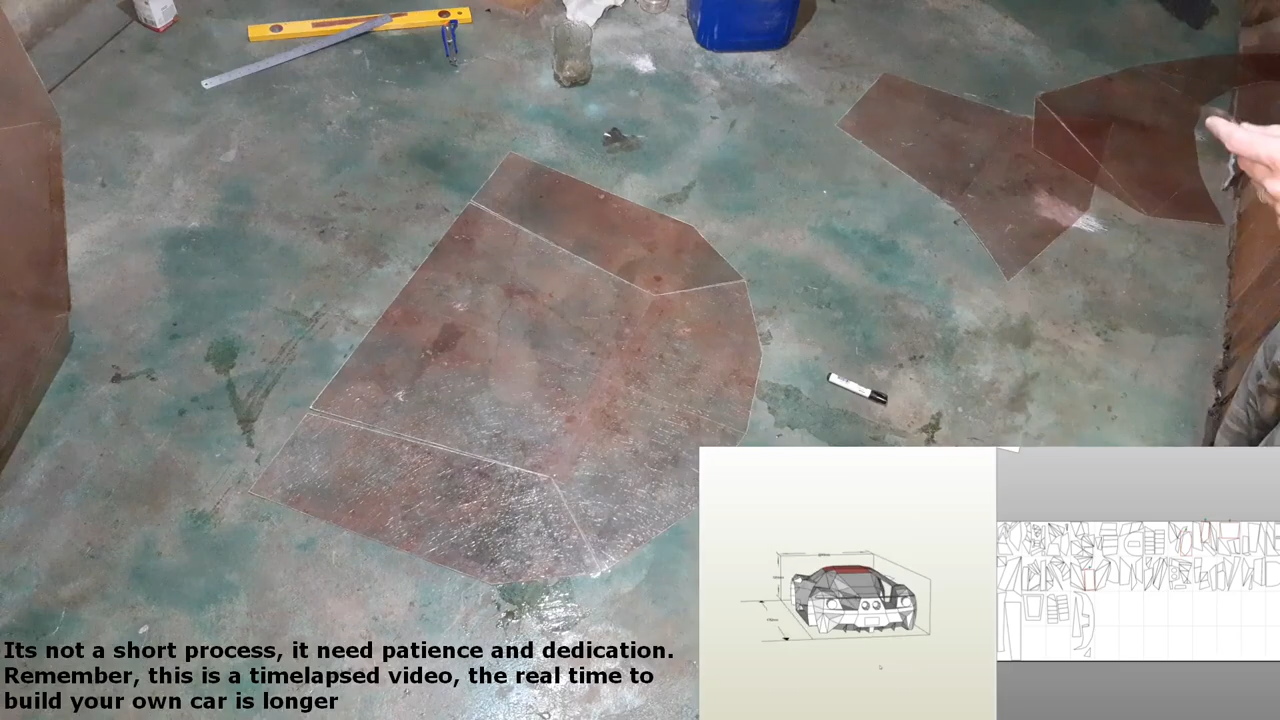 Its not a short process, it need patience and dedication.
Remember, this is a timelapsed video, the real time to
build your own car is longer